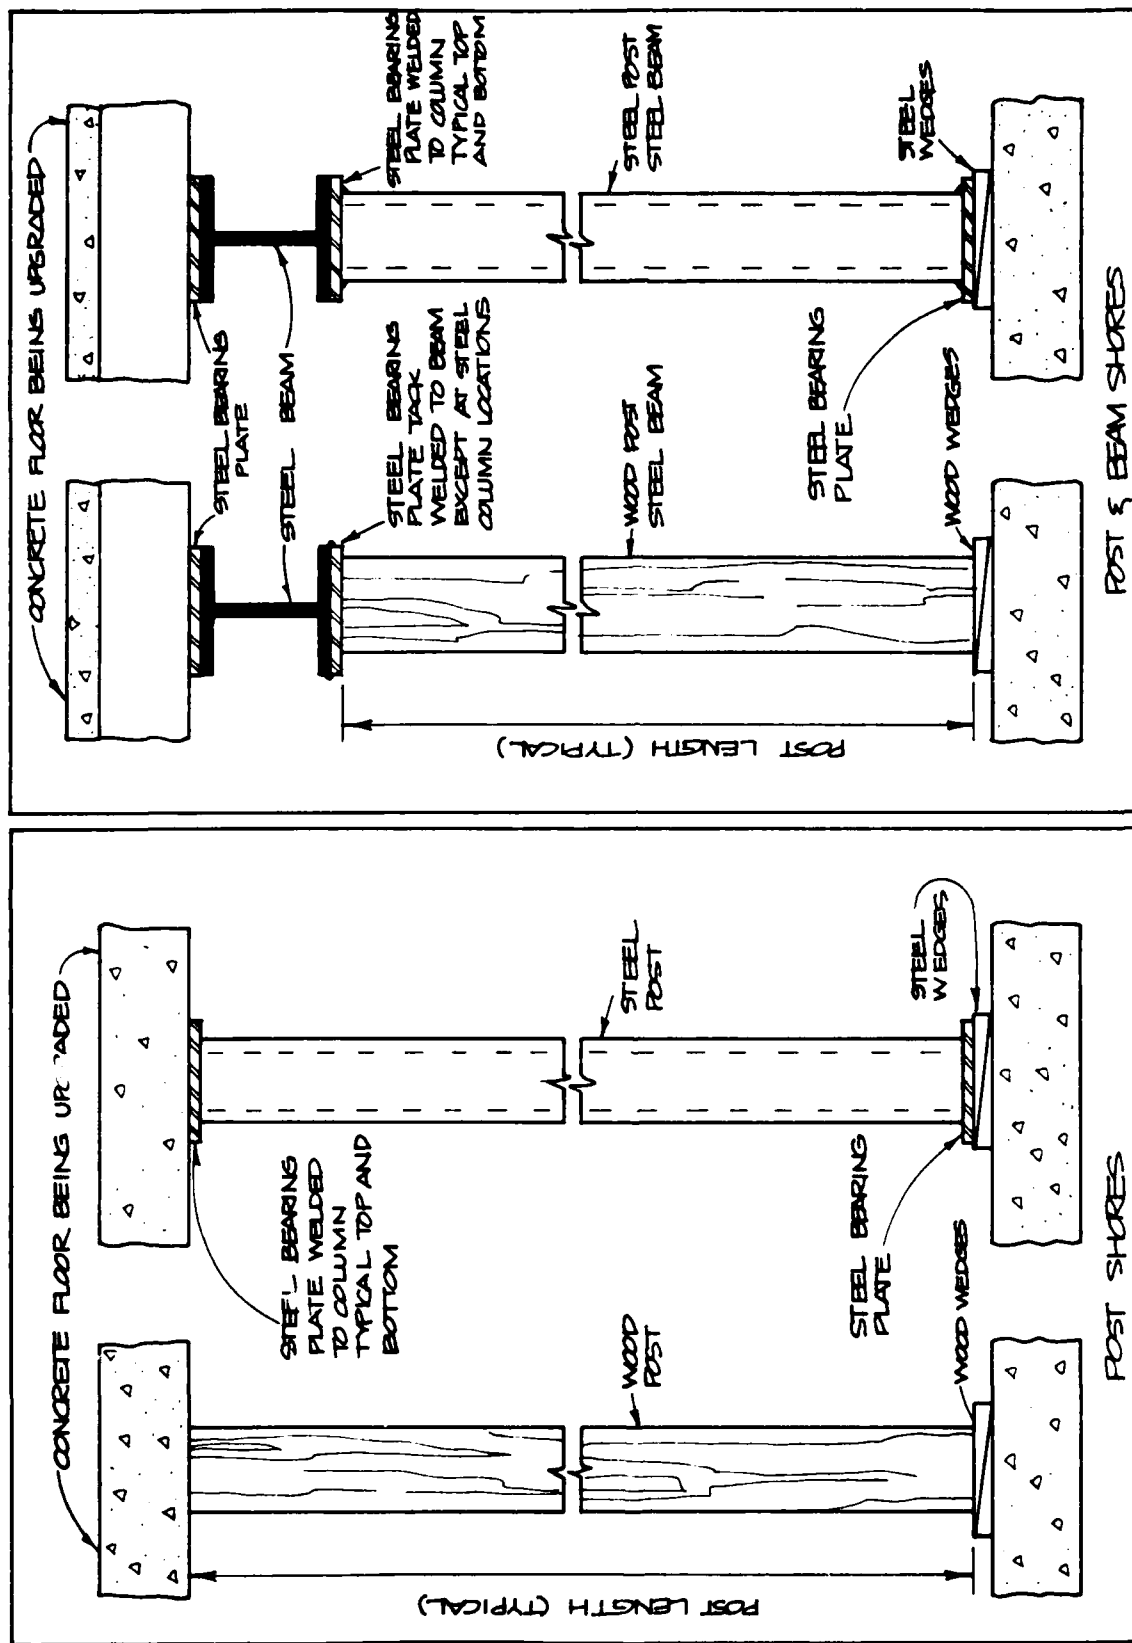 CONCRETE FLOOR BEING UPGRADED
STEEL BEARING
PLATE
STEEL BEAM
STEEL BEARING
PLATE WELDED
TO COLUMN
TYPICAL TOP
AND BOTTOM
STEEL BEARING
PLATE TACK
WELDED TO BEAM
EXCEPT AT STEEL
COLUMN LOCATIONS
WOOD POST
STEEL BEAM
STEEL POST
STEEL BEAM
POST LENGTH (TYPICAL)
STEEL BEARING
PLATE
WOOD WEDGES
STEEL
WEDGES
POST & BEAM SHORES
CONCRETE FLOOR BEING UPGRADED
STEEL BEARING
PLATE WELDED
TO COLUMN
TYPICAL TOP AND
BOTTOM
WOOD
POST
STEEL
POST
POST LENGTH (TYPICAL)
STEEL BEARING
PLATE
WOOD WEDGES
STEEL
WEDGES
POST SHORES